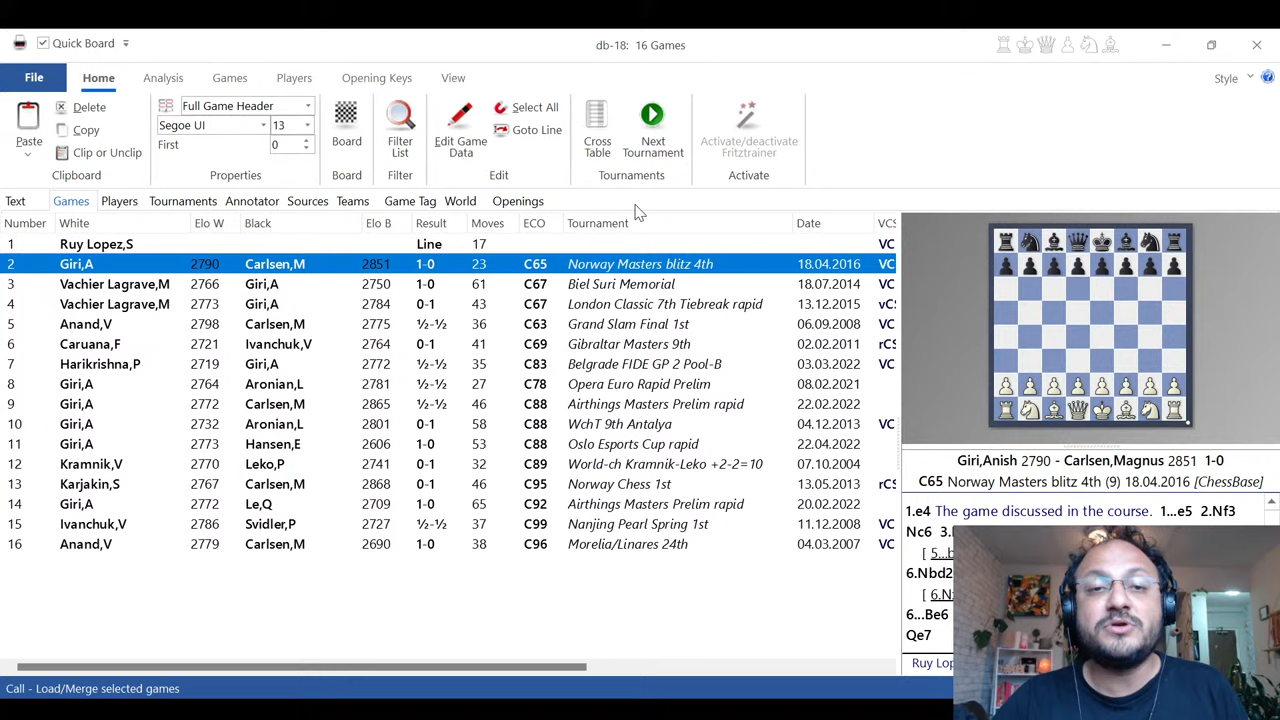 Quick Board
db-18: 16 Games
File Home Analysis Games Players Opening Keys View Style
Paste
Delete
Copy
Clip or Unclip
Clipboard
Full Game Header
Segoe UI 13
First 0
Properties
Board
Board
Filter List
Filter
Edit Game Data
Select All
Goto Line
Edit
Cross Table
Next Tournament
Tournaments
Activate/deactivate Fritztrainer
Activate
Text Games Players Tournaments Annotator Sources Teams Game Tag World Openings
Number White Elo W Black Elo B Result Moves ECO Tournament Date VCS
1 Ruy Lopez,S Line 17 VC
2 Giri,A 2790 Carlsen,M 2851 1-0 23 C65 Norway Masters blitz 4th 18.04.2016 VC
3 Vachier Lagrave,M 2766 Giri,A 2750 1-0 61 C67 Biel Suri Memorial 18.07.2014 VC
4 Vachier Lagrave,M 2773 Giri,A 2784 0-1 43 C67 London Classic 7th Tiebreak rapid 13.12.2015 vCS
5 Anand,V 2798 Carlsen,M 2775 ½-½ 36 C63 Grand Slam Final 1st 06.09.2008 VC
6 Caruana,F 2721 Ivanchuk,V 2764 0-1 41 C69 Gibraltar Masters 9th 02.02.2011 rCS
7 Harikrishna,P 2719 Giri,A 2772 ½-½ 36 C83 Belgrade FIDE GP 2 Pool-B 03.03.2022 VC
8 Giri,A 2764 Aronian,L 2781 ½-½ 27 C78 Opera Euro Rapid Prelim 08.02.2021
9 Giri,A 2772 Carlsen,M 2865 ½-½ 46 C88 Airthings Masters Prelim rapid 22.02.2022
10 Giri,A 2732 Aronian,L 2801 0-1 58 C88 WchT 9th Antalya 04.12.2013 VC
11 Giri,A 2773 Hansen,E 2606 1-0 53 C88 Oslo Esports Cup rapid 22.04.2022
12 Kramnik,V 2770 Leko,P 2741 0-1 32 C89 World-ch Kramnik-Leko +2-2=10 07.10.2004
13 Karjakin,S 2767 Carlsen,M 2868 0-1 46 C95 Norway Chess 1st 13.05.2013 rCS
14 Giri,A 2772 Le,Q 2709 1-0 65 C92 Airthings Masters Prelim rapid 20.02.2022
15 Ivanchuk,V 2786 Svidler,P 2727 ½-½ 37 C99 Nanjing Pearl Spring 1st 11.12.2008 VC
16 Anand,V 2779 Carlsen,M 2690 1-0 38 C96 Morelia/Linares 24th 04.03.2007 VC
Giri,Anish 2790 - Carlsen,Magnus 2851 1-0
C65 Norway Masters blitz 4th (9) 18.04.2016 [ChessBase]
1.e4 The game discussed in the course. 1...e5 2.Nf3
Nc6 3.
[ 5...b
6.Nbd2
[ 6.N
6...Be6
Qe7
Ruy Lop
Call - Load/Merge selected games